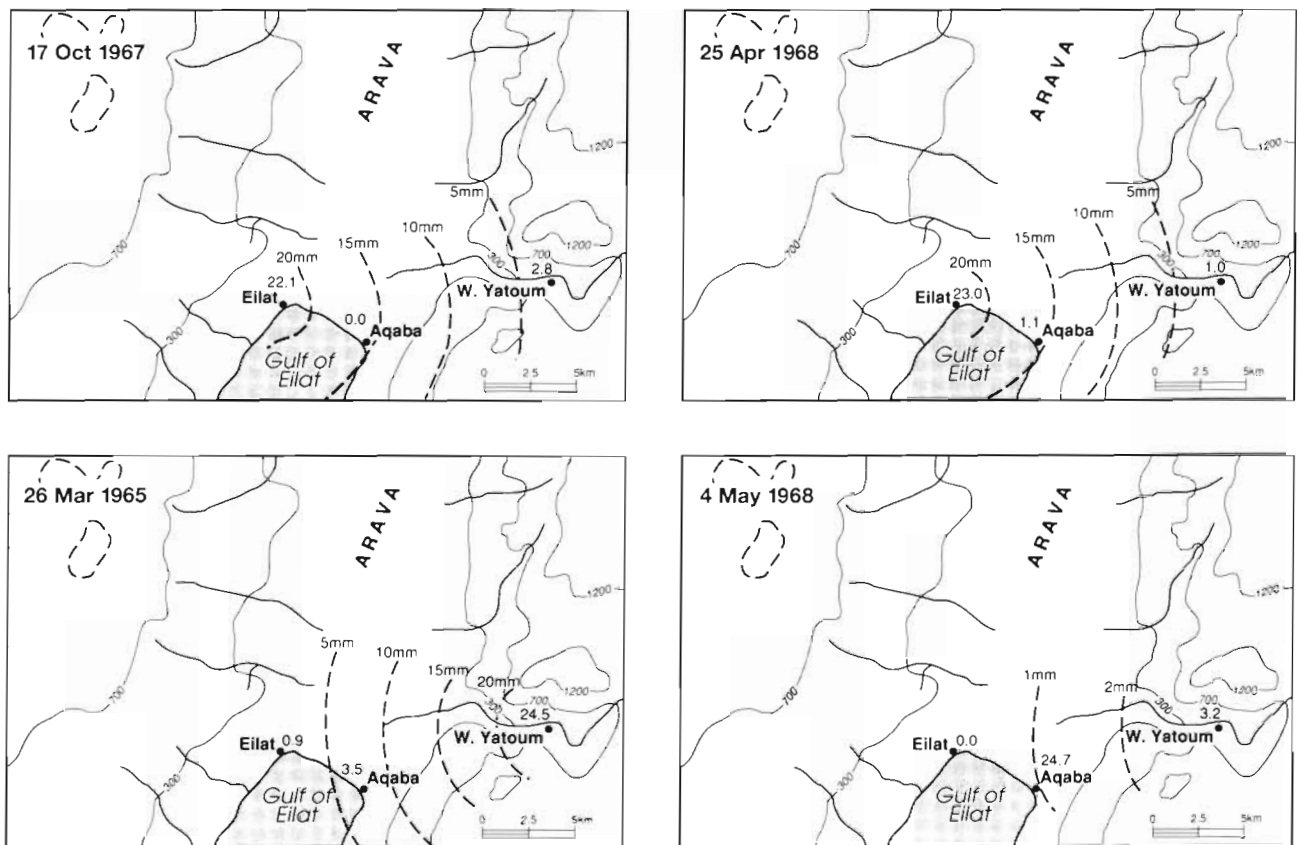 17 Oct 1967
ARAVA
1200
5mm
10mm
15mm
700
20mm
300
700
1200
22.1
2.8
Eilat
W. Yatoum
0.0
Aqaba
300
Gulf of
Eilat
0 2.5 5km
25 Apr 1968
ARAVA
1200
5mm
10mm
15mm
700
20mm
300
700
1200
23.0
1.0
Eilat
W. Yatoum
1.1
Aqaba
300
Gulf of
Eilat
0 2.5 5km
26 Mar 1965
ARAVA
1200
5mm
10mm
15mm
20mm
700
300
700
1200
24.5
Eilat 0.9
W. Yatoum
3.5
Aqaba
300
Gulf of
Eilat
0 2.5 5km
4 May 1968
ARAVA
1200
1mm
2mm
700
300
700
1200
3.2
Eilat 0.0
W. Yatoum
24.7
Aqaba
300
Gulf of
Eilat
0 2.5 5km